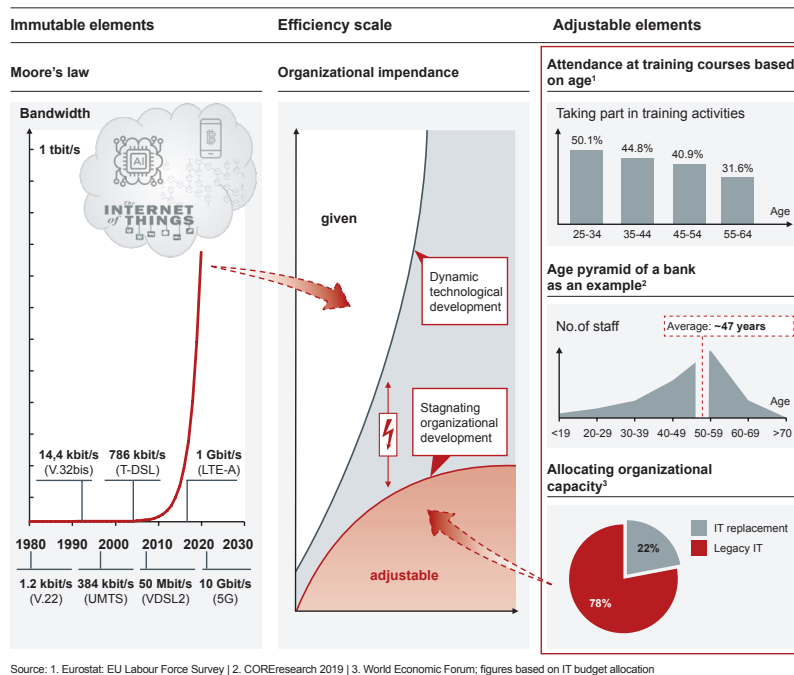 Immutable elements
Efficiency scale
Adjustable elements
Moore's law
Organizational impendance
Attendance at training courses based
on age1
Bandwidth
1 tbit/s
AI
The
INTERNET
of THINGS
14,4 kbit/s
(V.32bis)
786 kbit/s
(T-DSL)
1 Gbit/s
(LTE-A)
1980 1990 2000 2010 2020 2030
1.2 kbit/s
(V.22)
384 kbit/s
(UMTS)
50 Mbit/s
(VDSL2)
10 Gbit/s
(5G)
given
Dynamic
technological
development
Stagnating
organizational
development
adjustable
Taking part in training activities
50.1%
44.8%
40.9%
31.6%
Age
25-34 35-44 45-54 55-64
Age pyramid of a bank
as an example2
No.of staff
Average: ~47 years
Age
<19 20-29 30-39 40-49 50-59 60-69 >70
Allocating organizational
capacity3
22%
78%
IT replacement
Legacy IT
Source: 1. Eurostat: EU Labour Force Survey | 2. COREresearch 2019 | 3. World Economic Forum; figures based on IT budget allocation